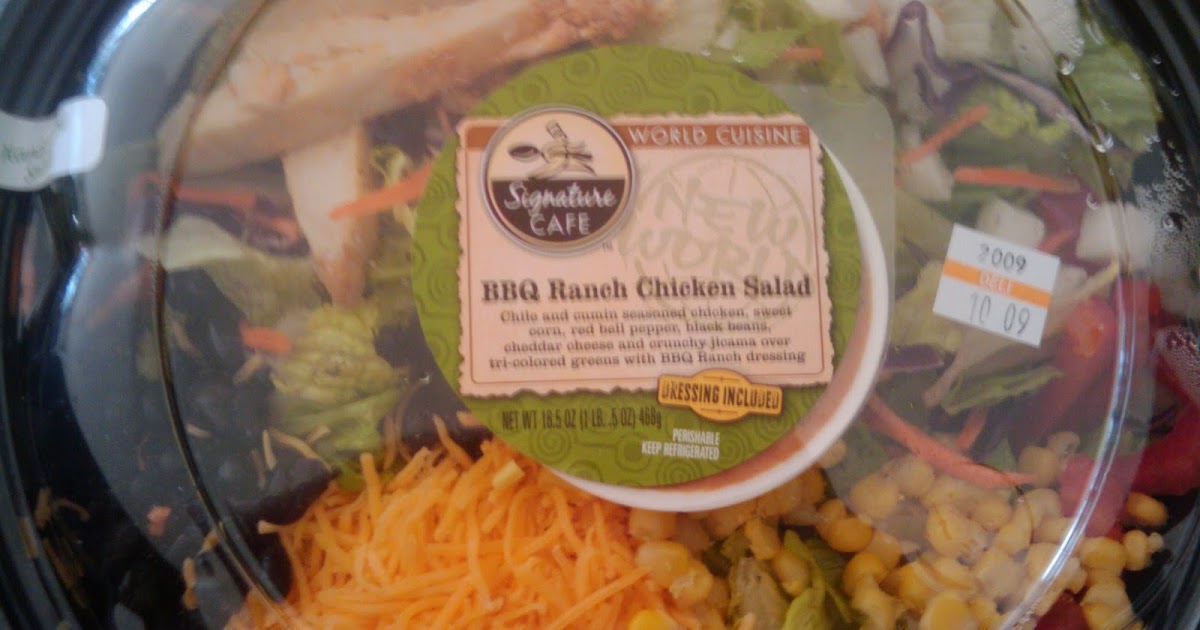 WORLD CUISINE
Signature
CAFE
TM
NEW
WORLD
BBQ Ranch Chicken Salad
Chile and cumin seasoned chicken, sweet
corn, red bell pepper, black beans,
cheddar cheese and crunchy jicama over
tri-colored greens with BBQ Ranch dressing
DRESSING INCLUDED
NET WT 18.5 OZ (1 LB. .5 OZ) 468g
PERISHABLE
KEEP REFRIGERATED
2009
DELI
10 09